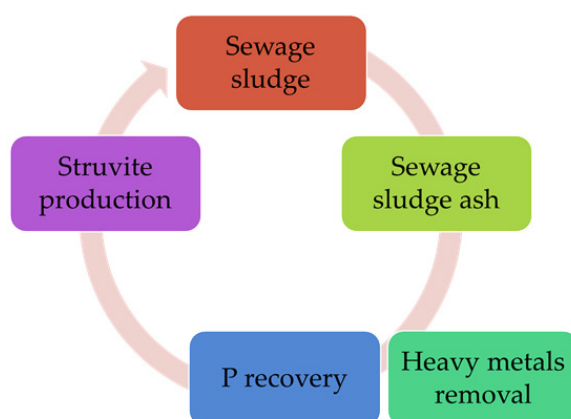 Sewage
sludge
Sewage
sludge ash
Heavy metals
removal
P recovery
Struvite
production